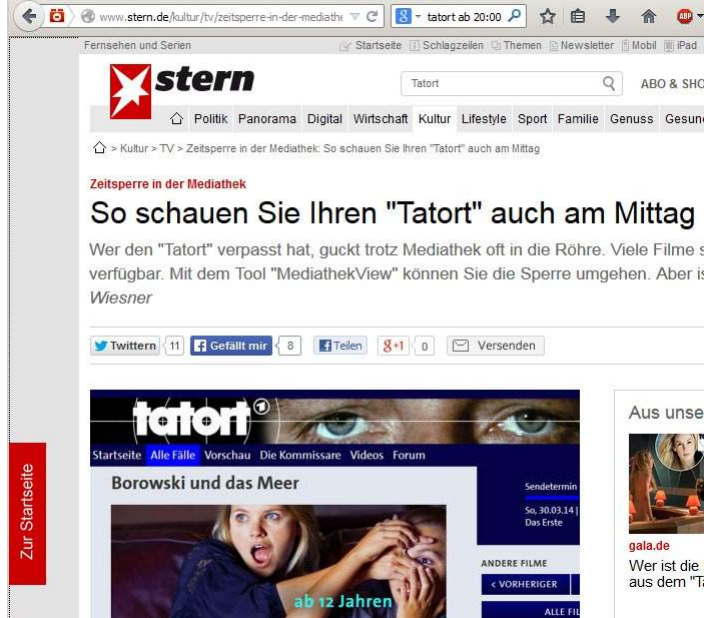 www.stern.de/kultur/tv/zeitsperre-in-der-mediathe
8 tatort ab 20:00
ABP
Fernsehen und Serien
Startseite Schlagzeilen Themen Newsletter Mobil iPad
stern
Tatort
ABO & SHO
Politik Panorama Digital Wirtschaft Kultur Lifestyle Sport Familie Genuss Gesun
> Kultur > TV > Zeitsperre in der Mediathek: So schauen Sie Ihren "Tatort" auch am Mittag
Zeitsperre in der Mediathek
So schauen Sie Ihren "Tatort" auch am Mittag
Wer den "Tatort" verpasst hat, guckt trotz Mediathek oft in die Röhre. Viele Filme s
verfügbar. Mit dem Tool "MediathekView" können Sie die Sperre umgehen. Aber is
Wiesner
Twittern 11 Gefällt mir 8 Teilen 8+1 0 Versenden
tatort
Startseite Alle Fälle Vorschau Die Kommissare Videos Forum
Borowski und das Meer
Sendetermin
So, 30.03.14 |
Das Erste
ANDERE FILME
< VORHERIGER
ALLE FIL
ab 12 Jahren
Aus unse
gala.de
Wer ist die
aus dem "Ta
Zur Startseite